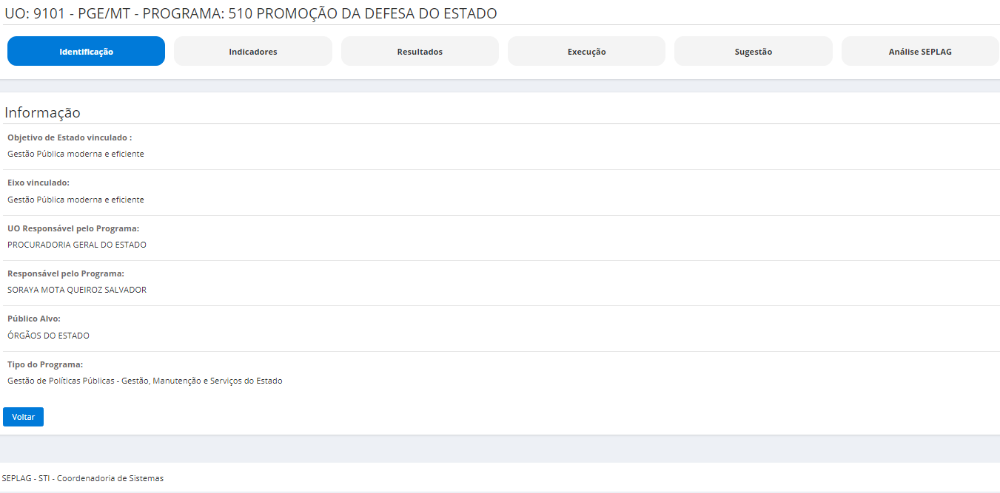 UO: 9101 - PGE/MT - PROGRAMA: 510 PROMOÇÃO DA DEFESA DO ESTADO
Identificação
Indicadores
Resultados
Execução
Sugestão
Análise SEPLAG
Informação
Objetivo de Estado vinculado :
Gestão Pública moderna e eficiente
Eixo vinculado:
Gestão Pública moderna e eficiente
UO Responsável pelo Programa:
PROCURADORIA GERAL DO ESTADO
Responsável pelo Programa:
SORAYA MOTA QUEIROZ SALVADOR
Público Alvo:
ÓRGÃOS DO ESTADO
Tipo do Programa:
Gestão de Políticas Públicas - Gestão, Manutenção e Serviços do Estado
Voltar
SEPLAG - STI - Coordenadoria de Sistemas